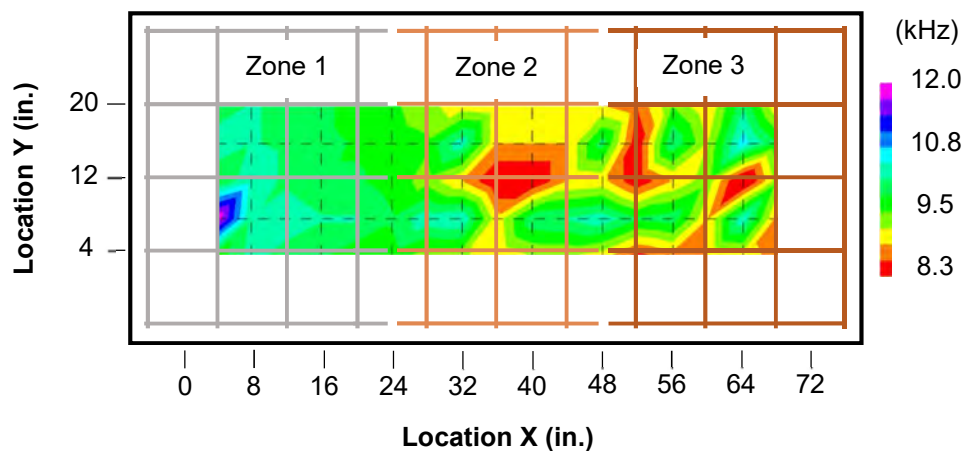 (kHz)
Zone 1 Zone 2 Zone 3
12.0
10.8
9.5
8.3
Location Y (in.)
20
12
4
0 8 16 24 32 40 48 56 64 72
Location X (in.)